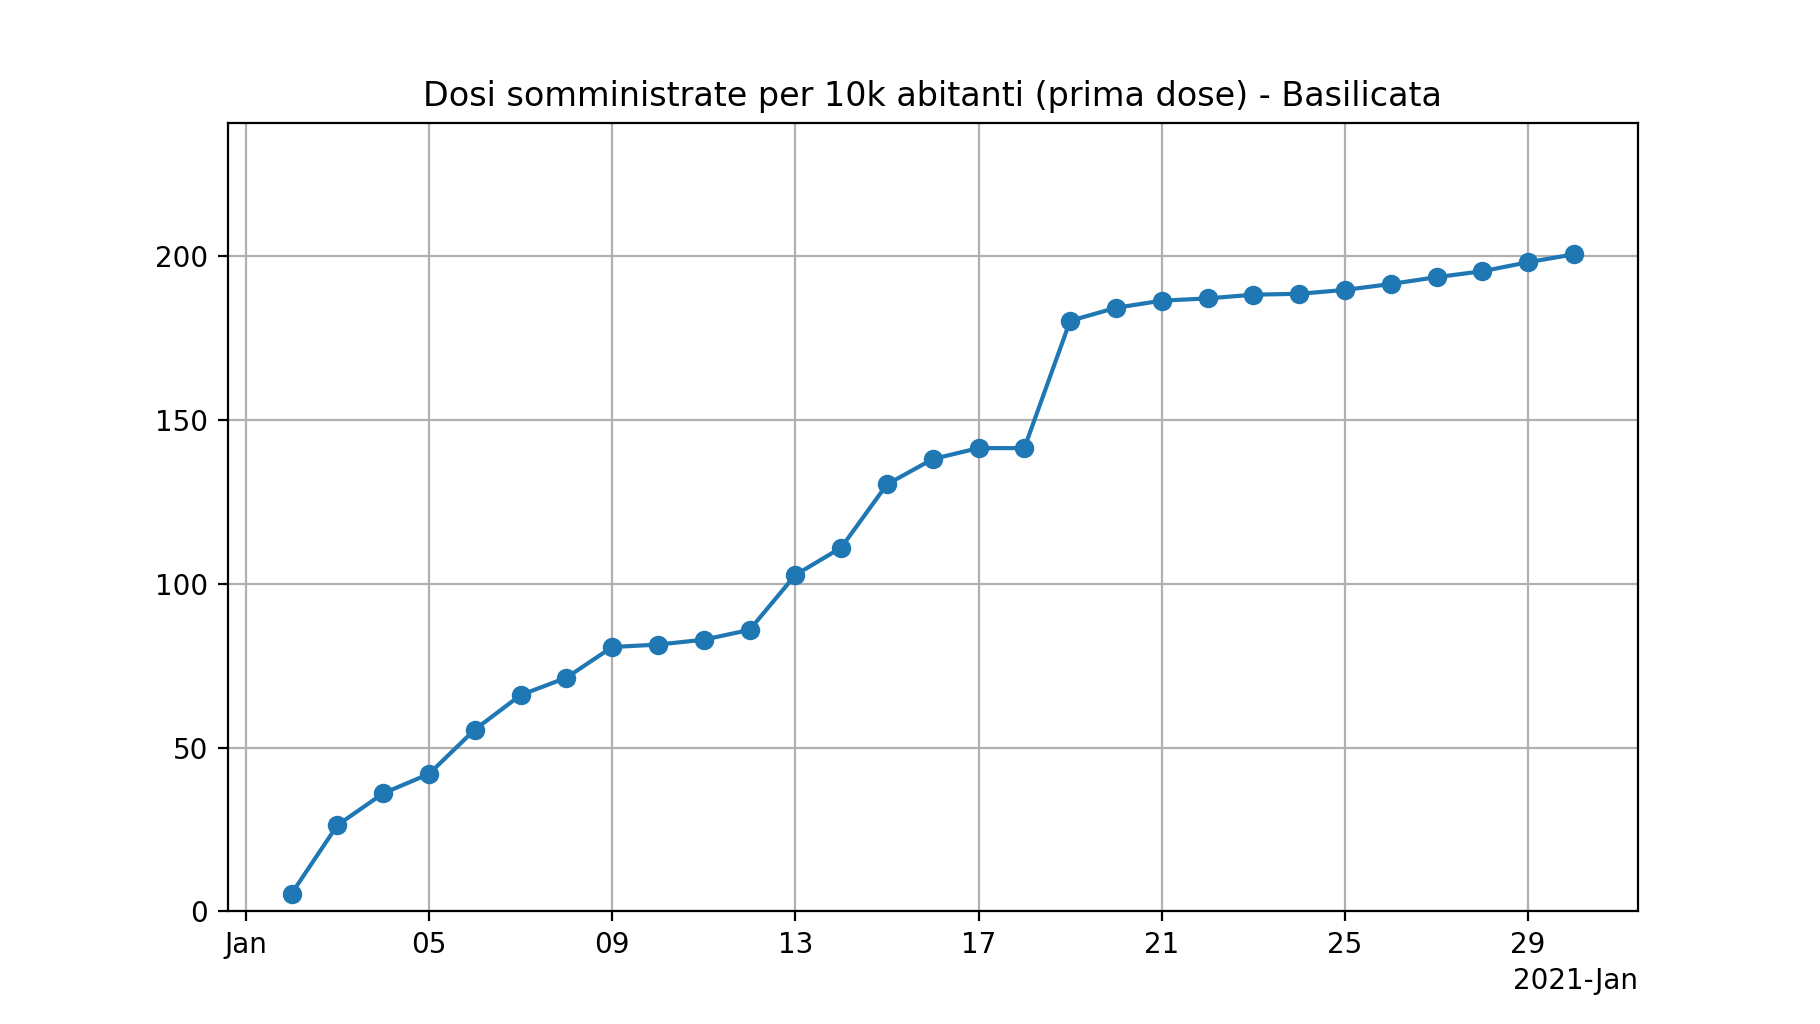 Dosi somministrate per 10k abitanti (prima dose) - Basilicata
200
150
100
50
0
Jan 05 09 13 17 21 25 29
2021-Jan